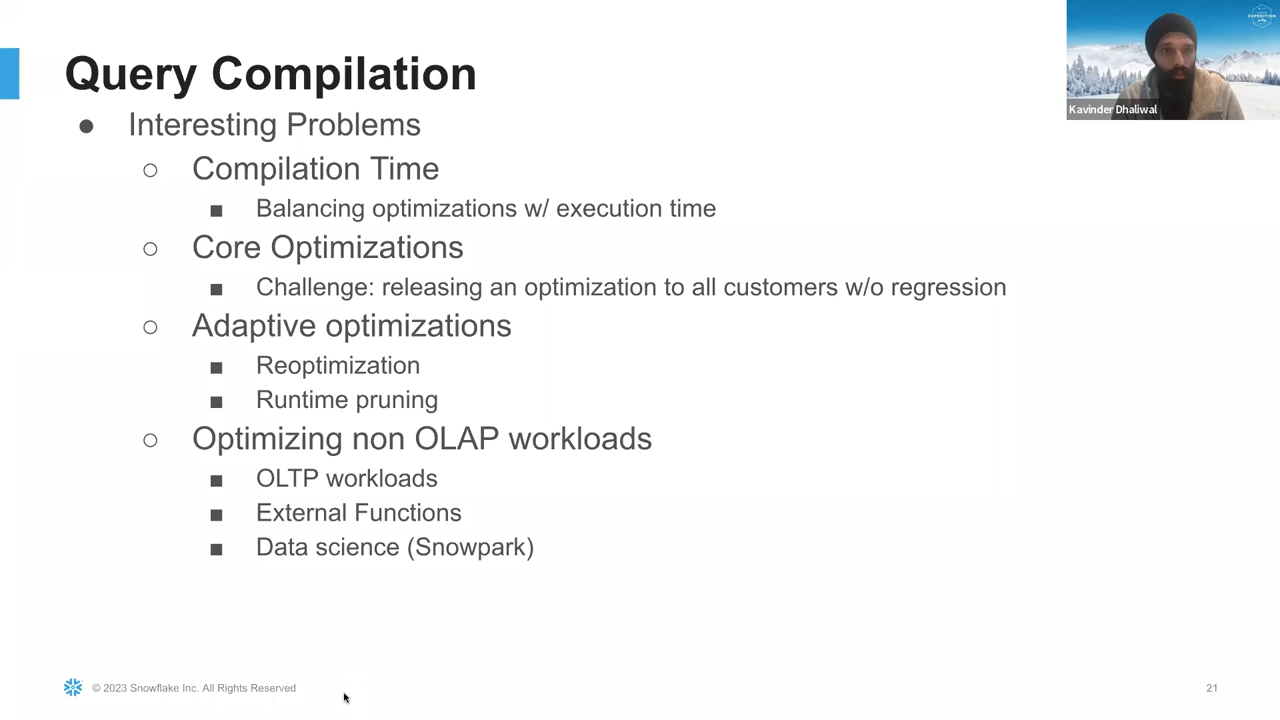 Query Compilation
● Interesting Problems
○ Compilation Time
■ Balancing optimizations w/ execution time
○ Core Optimizations
■ Challenge: releasing an optimization to all customers w/o regression
○ Adaptive optimizations
■ Reoptimization
■ Runtime pruning
○ Optimizing non OLAP workloads
■ OLTP workloads
■ External Functions
■ Data science (Snowpark)
© 2023 Snowflake Inc. All Rights Reserved
21
EXPEDITION
Kavinder Dhaliwal